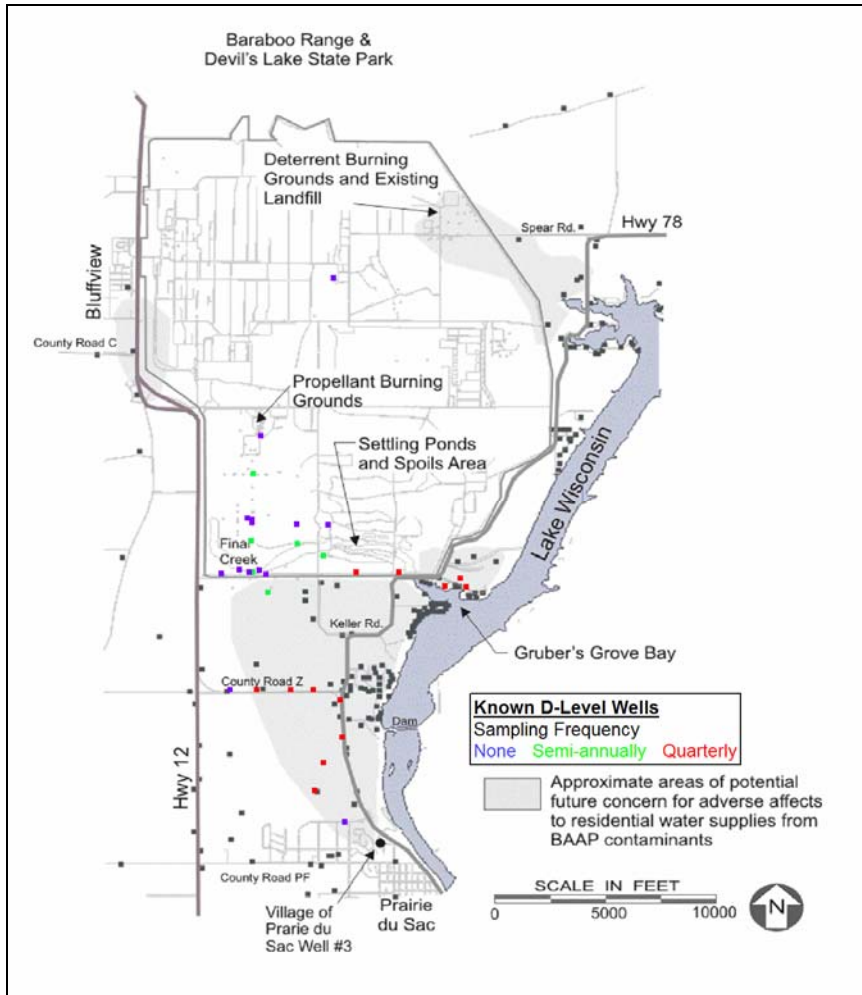 Baraboo Range &
Devil's Lake State Park
Deterrent Burning
Grounds and Existing
Landfill
Spear Rd.
Hwy 78
Bluffview
County Road C
Propellant Burning
Grounds
Settling Ponds
and Spoils Area
Lake Wisconsin
Final
Creek
Keller Rd.
Gruber's Grove Bay
County Road Z
Dam
Hwy 12
Known D-Level Wells
Sampling Frequency
None Semi-annually Quarterly
Approximate areas of potential
future concern for adverse affects
to residential water supplies from
BAAP contaminants
County Road PF
Village of
Prarie du
Sac Well #3
Prairie
du Sac
SCALE IN FEET
0 5000 10000
N